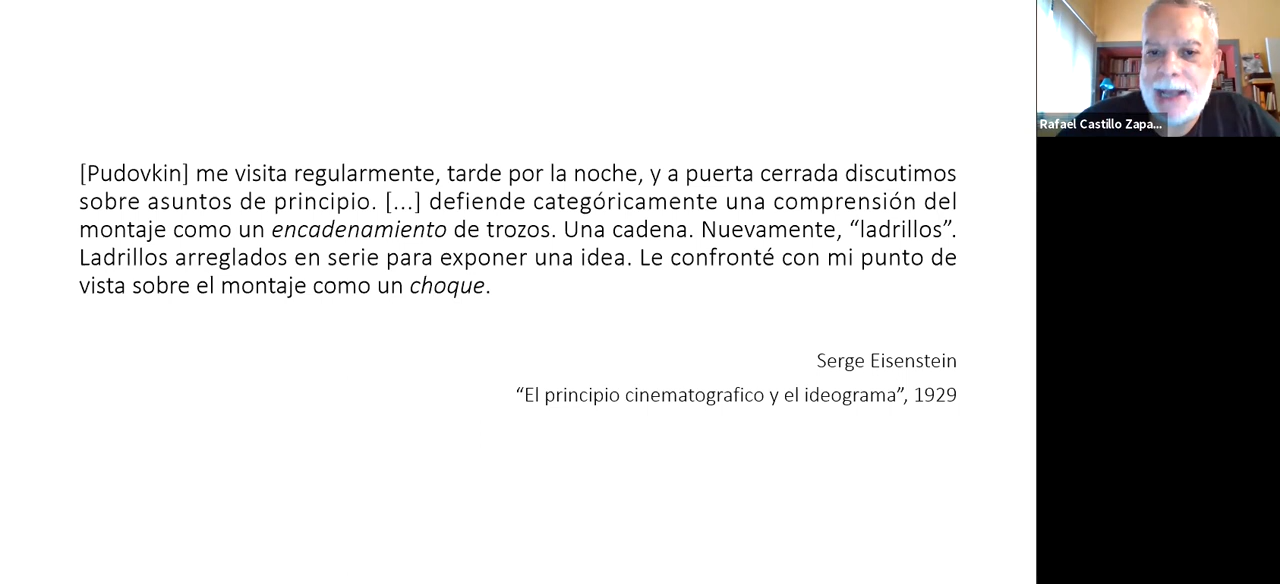 [Pudovkin] me visita regularmente, tarde por la noche, y a puerta cerrada discutimos
sobre asuntos de principio. [...] defiende categóricamente una comprensión del
montaje como un encadenamiento de trozos. Una cadena. Nuevamente, “ladrillos”.
Ladrillos arreglados en serie para exponer una idea. Le confronté con mi punto de
vista sobre el montaje como un choque.
Serge Eisenstein
“El principio cinematografico y el ideograma”, 1929
Rafael Castillo Zapa...